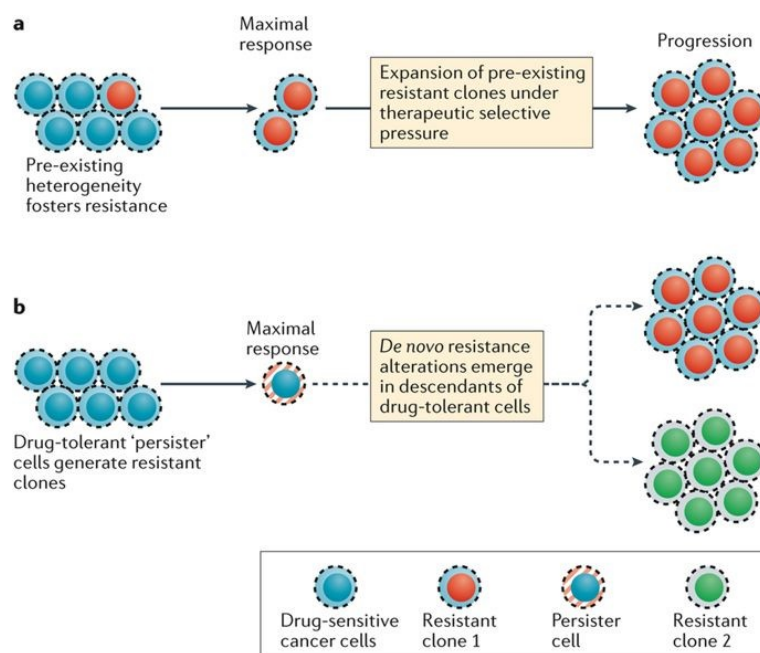 a
Maximal
response
Progression
Expansion of pre-existing
resistant clones under
therapeutic selective
pressure
Pre-existing
heterogeneity
fosters resistance
b
Maximal
response
De novo resistance
alterations emerge
in descendants of
drug-tolerant cells
Drug-tolerant ‘persister’
cells generate resistant
clones
Drug-sensitive
cancer cells
Resistant
clone 1
Persister
cell
Resistant
clone 2